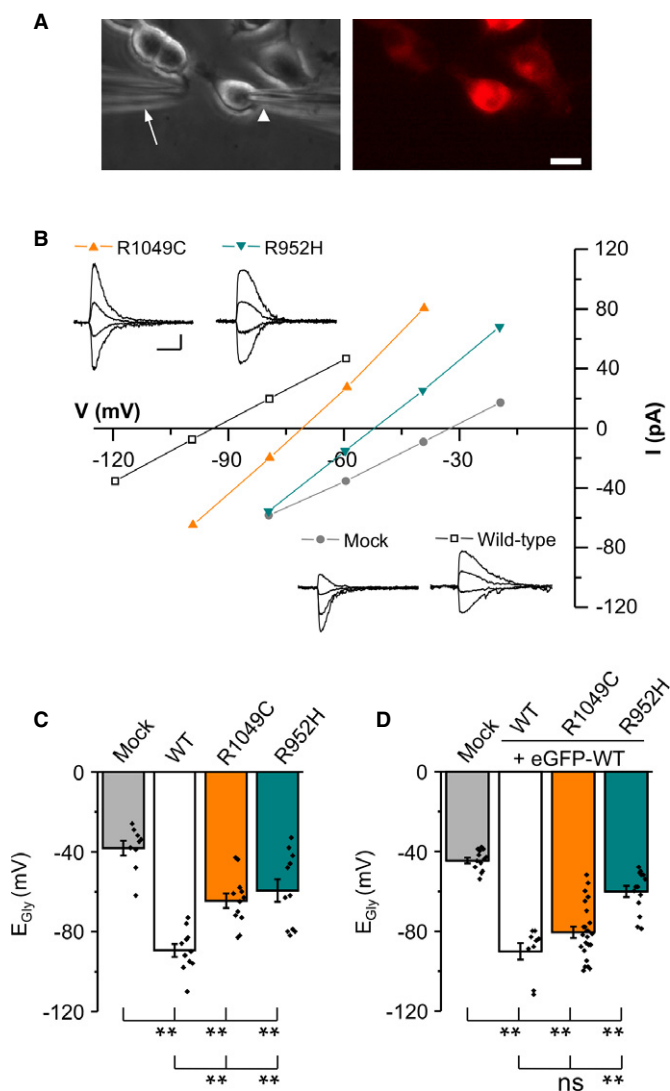 A
B
R1049C
R952H
120
80
40
0
-40
-80
-120
I (pA)
V (mV)
-120
-90
-60
-30
Mock
Wild-type
C
Mock
WT
R1049C
R952H
0
-40
-80
-120
E_Gly (mV)
** ** **
** **
D
Mock
WT
R1049C
R952H
+ eGFP-WT
0
-40
-80
-120
E_Gly (mV)
** ** **
ns **